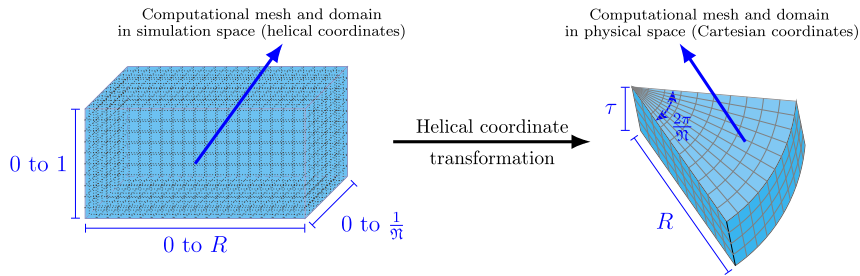 Computational mesh and domain
in simulation space (helical coordinates)
0 to 1
0 to R
0 to 1/𝔑
Helical coordinate
transformation
Computational mesh and domain
in physical space (Cartesian coordinates)
τ
2π/𝔑
R